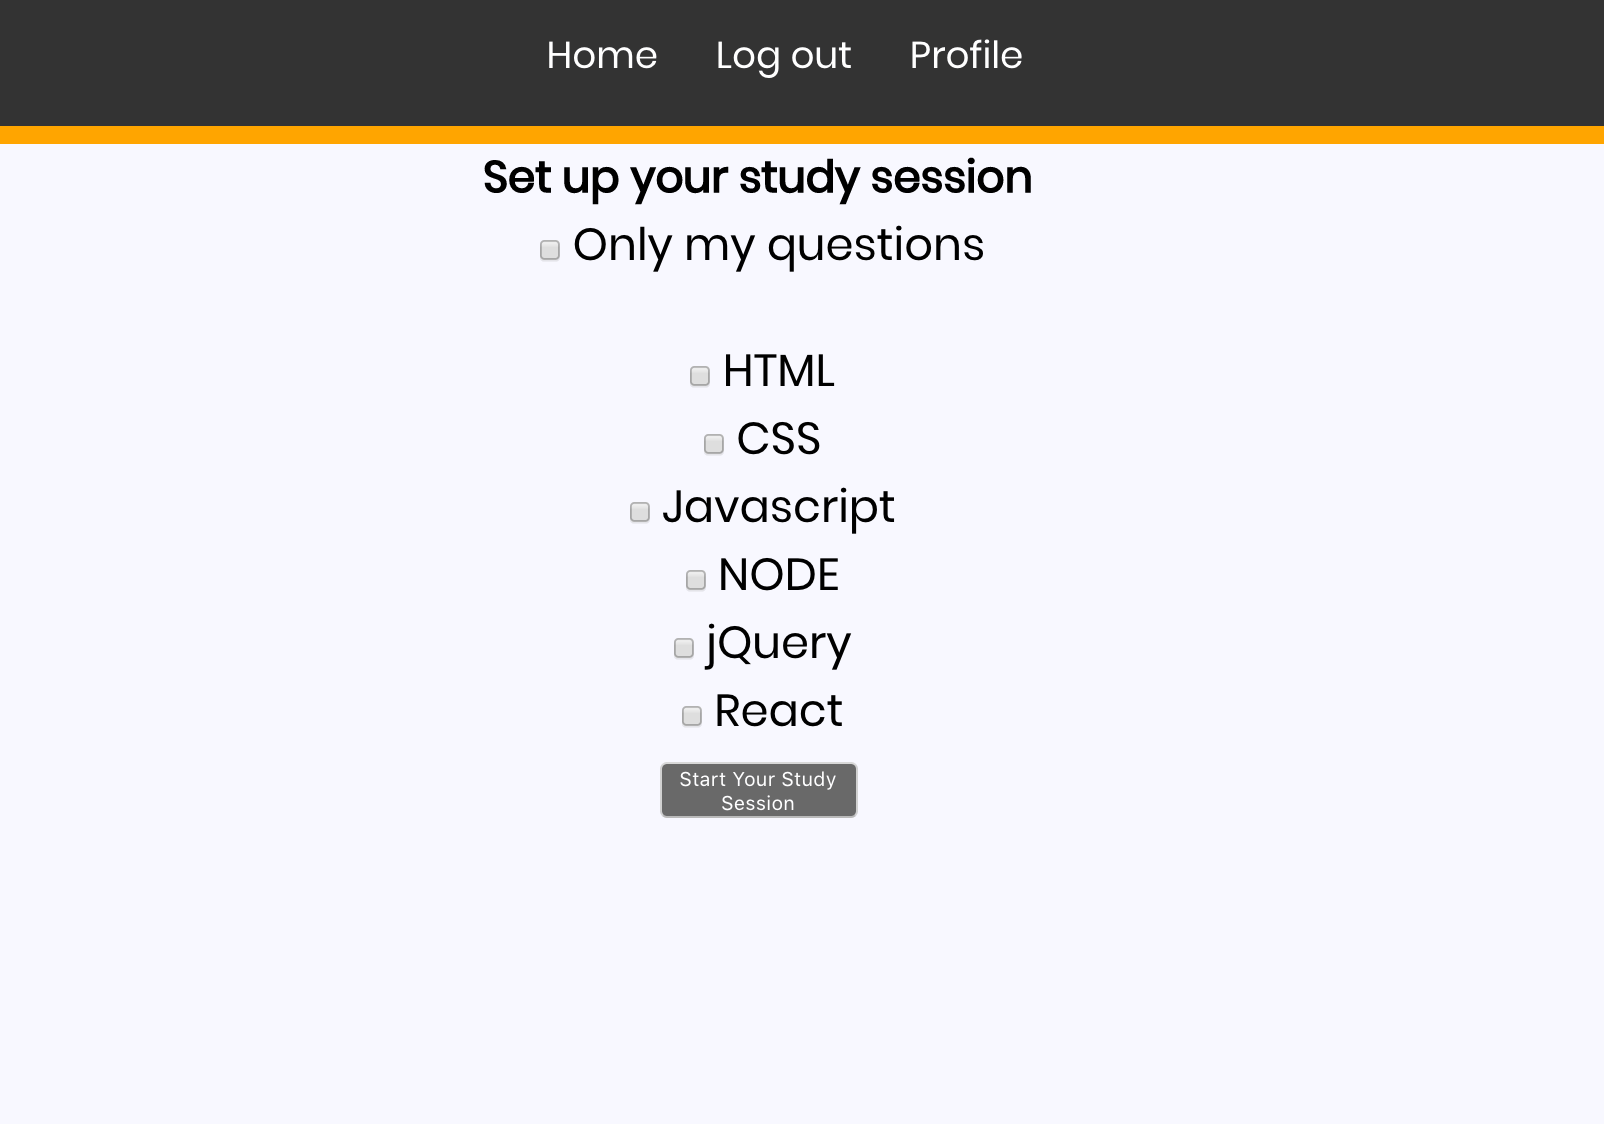 Home Log out Profile
Set up your study session
Only my questions
HTML
CSS
Javascript
NODE
jQuery
React
Start Your Study
Session